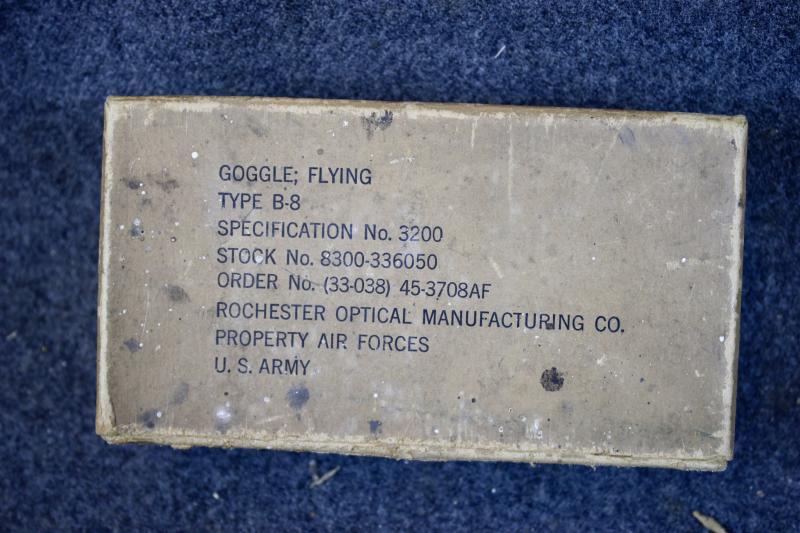 GOGGLE; FLYING
TYPE B-8
SPECIFICATION No. 3200
STOCK No. 8300-336050
ORDER No. (33-038) 45-3708AF
ROCHESTER OPTICAL MANUFACTURING CO.
PROPERTY AIR FORCES
U. S. ARMY